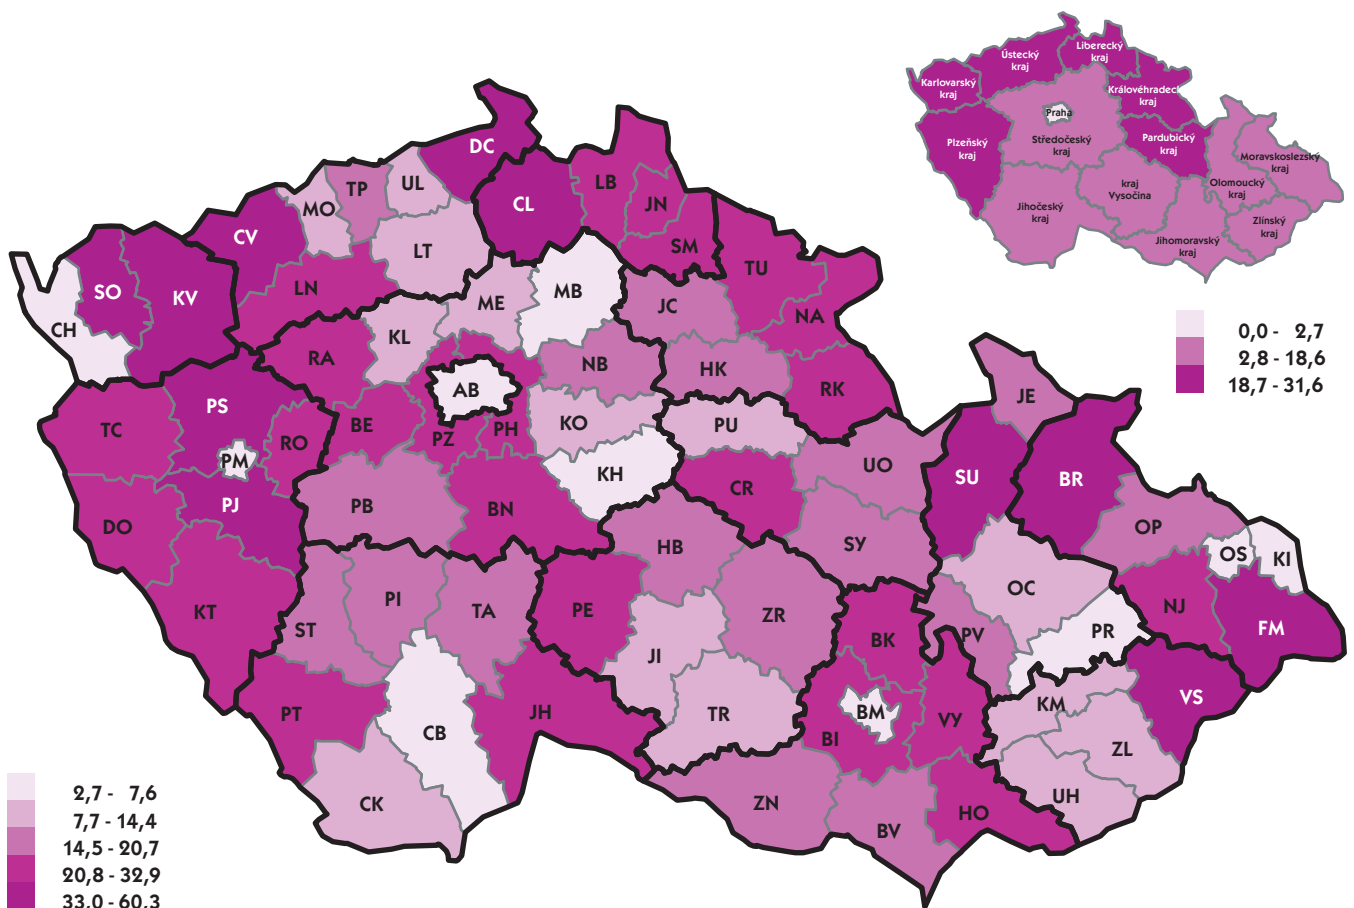 DC
CL
LB
JN
SM
UL
TP
MO
LT
CV
LN
SO
KV
CH
TU
NA
MB
JC
ME
KL
RA
NB
HK
RK
AB
PS
TC
BE
PZ
PH
KO
PU
RO
PM
PJ
DO
PB
BN
KH
CR
UO
SU
JE
BR
OP
OS
KI
HB
SY
OC
NJ
FM
KT
ST
PI
TA
PE
ZR
BK
PV
PR
JI
VS
PT
CB
JH
TR
BM
BI
VY
KM
ZL
CK
ZN
BV
HO
UH
Ústecký
kraj
Liberecký
kraj
Karlovarský
kraj
Královéhradeck
kraj
Praha
Středočeský
kraj
Plzeňský
kraj
Pardubický
kraj
Moravskoslezský
kraj
Olomoucký
kraj
kraj
Vysočina
Jihočeský
kraj
Zlínský
kraj
Jihomoravský
kraj
0,0 - 2,7
2,8 - 18,6
18,7 - 31,6
2,7 - 7,6
7,7 - 14,4
14,5 - 20,7
20,8 - 32,9
33,0 - 60,3